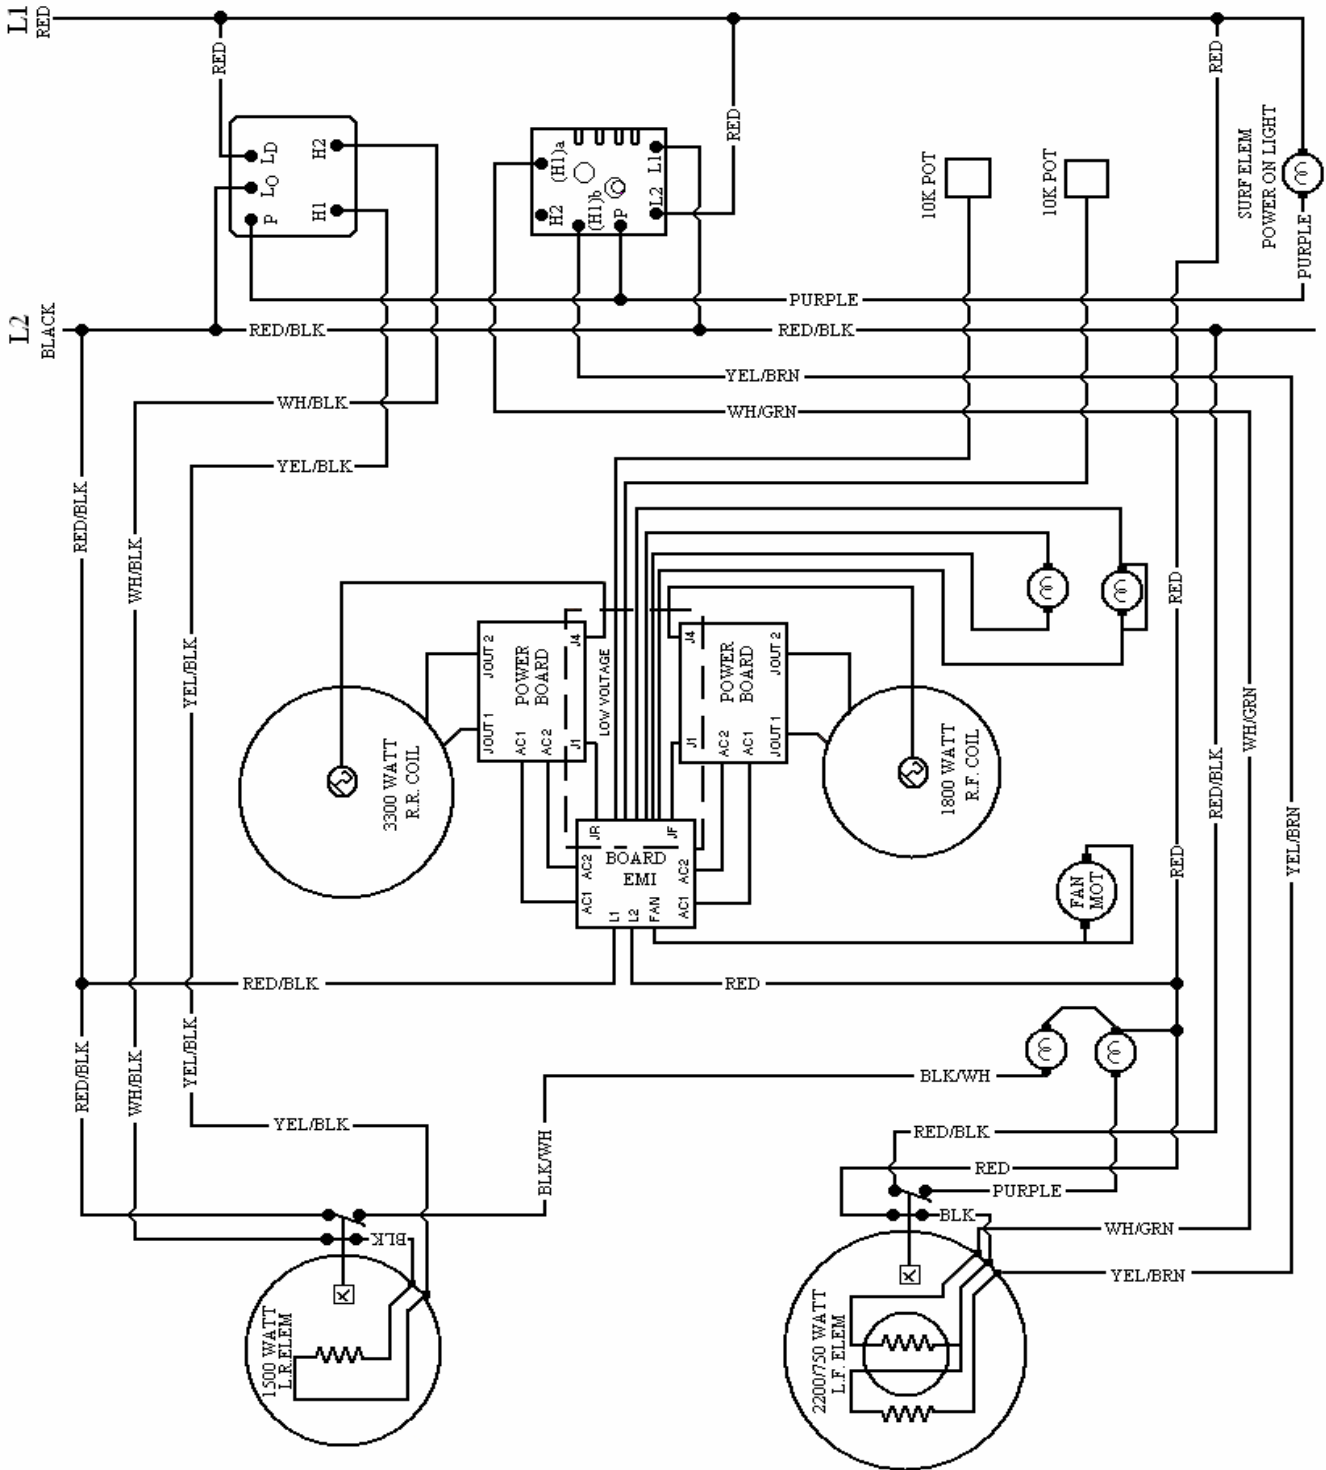 L1
RED
RED
RED
RED
LD
LO
P
H2
H1
(H1)a
H2
(H1)b
P
L1
L2
10K POT
10K POT
SURF ELEM
POWER ON LIGHT
PURPLE
L2
BLACK
PURPLE
RED/BLK
RED/BLK
YEL/BRN
WH/BLK
WH/GRN
YEL/BLK
RED/BLK
WH/BLK
YEL/BLK
RED
JOUT 2
JOUT 1
POWER
BOARD
AC1
AC2
J4
J1
LOW VOLTAGE
J4
J1
POWER
BOARD
AC2
AC1
JOUT 2
JOUT 1
3300 WATT
R.R. COIL
1800 WATT
R.F. COIL
WH/GRN
RED/BLK
YEL/BRN
RED
JR
JF
BOARD
EMI
AC2
AC1
L1
L2
FAN
AC2
AC1
FAN
MOT
RED/BLK
RED
RED/BLK
WH/BLK
YEL/BLK
BLK/WH
YEL/BLK
BLK/WH
RED/BLK
RED
PURPLE
BLK
BLK
WH/GRN
YEL/BRN
1500 WATT
L.R.ELEM
2200/750 WATT
L.F. ELEM